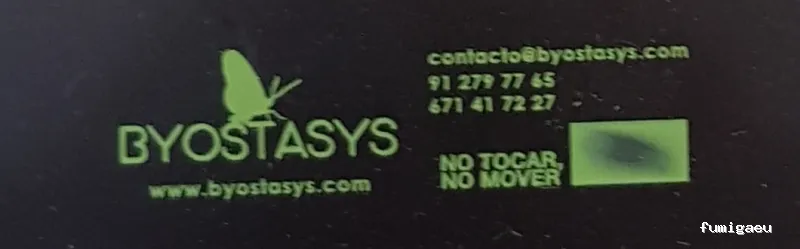 BYOSTASYS
www.byostasys.com
contacto@byostasys.com
91 279 77 65
671 41 72 27
NO TOCAR,
NO MOVER
fumigaeu